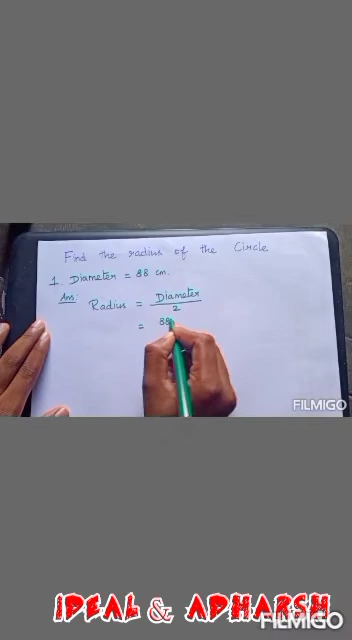 Find the radius of the Circle
1. Diameter = 88 cm.
Ans: Radius = Diameter
2
= 88
FILMIGO
IDEAL & ADHARSH
FILMIGO